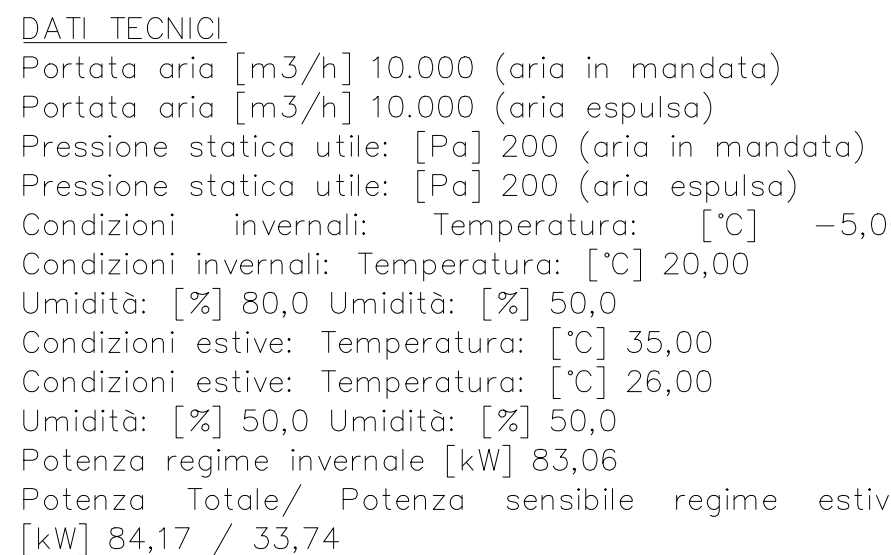 DATI TECNICI
Portata aria [m3/h] 10.000 (aria in mandata)
Portata aria [m3/h] 10.000 (aria espulsa)
Pressione statica utile: [Pa] 200 (aria in mandata)
Pressione statica utile: [Pa] 200 (aria espulsa)
Condizioni invernali: Temperatura: [°C] −5,0
Condizioni invernali: Temperatura: [°C] 20,00
Umidità: [%] 80,0 Umidità: [%] 50,0
Condizioni estive: Temperatura: [°C] 35,00
Condizioni estive: Temperatura: [°C] 26,00
Umidità: [%] 50,0 Umidità: [%] 50,0
Potenza regime invernale [kW] 83,06
Potenza Totale/ Potenza sensibile regime estiv
[kW] 84,17 / 33,74